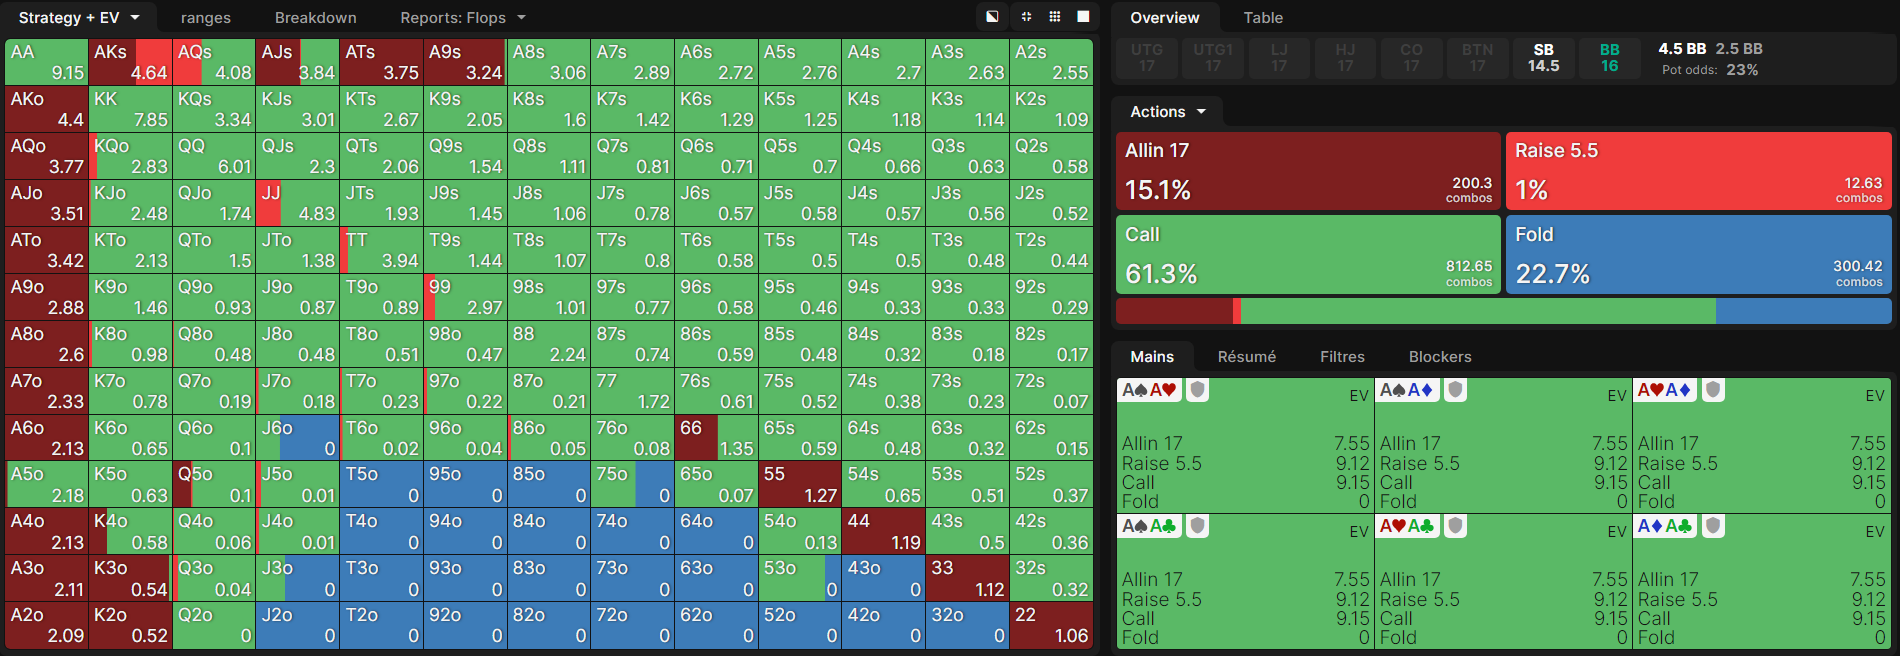 Strategy + EV ranges Breakdown Reports: Flops
AA AKs AQs AJs ATs A9s A8s A7s A6s A5s A4s A3s A2s
9.15 4.64 4.08 3.84 3.75 3.24 3.06 2.89 2.72 2.76 2.7 2.63 2.55
AKo KK KQs KJs KTs K9s K8s K7s K6s K5s K4s K3s K2s
4.4 7.85 3.34 3.01 2.67 2.05 1.6 1.42 1.29 1.25 1.18 1.14 1.09
AQo KQo QQ QJs QTs Q9s Q8s Q7s Q6s Q5s Q4s Q3s Q2s
3.77 2.83 6.01 2.3 2.06 1.54 1.11 0.81 0.71 0.7 0.66 0.63 0.58
AJo KJo QJo JJ JTs J9s J8s J7s J6s J5s J4s J3s J2s
3.51 2.48 1.74 4.83 1.93 1.45 1.06 0.78 0.57 0.58 0.57 0.56 0.52
ATo KTo QTo JTo TT T9s T8s T7s T6s T5s T4s T3s T2s
3.42 2.13 1.5 1.38 3.94 1.44 1.07 0.8 0.58 0.5 0.5 0.48 0.44
A9o K9o Q9o J9o T9o 99 98s 97s 96s 95s 94s 93s 92s
2.88 1.46 0.93 0.87 0.89 2.97 1.01 0.77 0.58 0.46 0.33 0.33 0.29
A8o K8o Q8o J8o T8o 98o 88 87s 86s 85s 84s 83s 82s
2.6 0.98 0.48 0.48 0.51 0.47 2.24 0.74 0.59 0.48 0.32 0.18 0.17
A7o K7o Q7o J7o T7o 97o 87o 77 76s 75s 74s 73s 72s
2.33 0.78 0.19 0.18 0.23 0.22 0.21 1.72 0.61 0.52 0.38 0.23 0.07
A6o K6o Q6o J6o T6o 96o 86o 76o 66 65s 64s 63s 62s
2.13 0.65 0.1 0 0.02 0.04 0.05 0.08 1.35 0.59 0.48 0.32 0.15
A5o K5o Q5o J5o T5o 95o 85o 75o 65o 55 54s 53s 52s
2.18 0.63 0.1 0.01 0 0 0 0 0.07 1.27 0.65 0.51 0.37
A4o K4o Q4o J4o T4o 94o 84o 74o 64o 54o 44 43s 42s
2.13 0.58 0.06 0.01 0 0 0 0 0 0.13 1.19 0.5 0.36
A3o K3o Q3o J3o T3o 93o 83o 73o 63o 53o 43o 33 32s
2.11 0.54 0.04 0 0 0 0 0 0 0 0 1.12 0.32
A2o K2o Q2o J2o T2o 92o 82o 72o 62o 52o 42o 32o 22
2.09 0.52 0 0 0 0 0 0 0 0 0 0 1.06
Overview Table
UTG UTG1 LJ HJ CO BTN SB BB 4.5 BB 2.5 BB
17 17 17 17 17 17 14.5 16 Pot odds: 23%
Actions
Allin 17 Raise 5.5
15.1% 200.3 combos 1% 12.63 combos
Call Fold
61.3% 812.65 combos 22.7% 300.42 combos
Mains Résumé Filtres Blockers
A♠A♥ EV A♠A♦ EV A♥A♦ EV
Allin 17 7.55 Allin 17 7.55 Allin 17 7.55
Raise 5.5 9.12 Raise 5.5 9.12 Raise 5.5 9.12
Call 9.15 Call 9.15 Call 9.15
Fold 0 Fold 0 Fold 0
A♠A♣ EV A♥A♣ EV A♦A♣ EV
Allin 17 7.55 Allin 17 7.55 Allin 17 7.55
Raise 5.5 9.12 Raise 5.5 9.12 Raise 5.5 9.12
Call 9.15 Call 9.15 Call 9.15
Fold 0 Fold 0 Fold 0